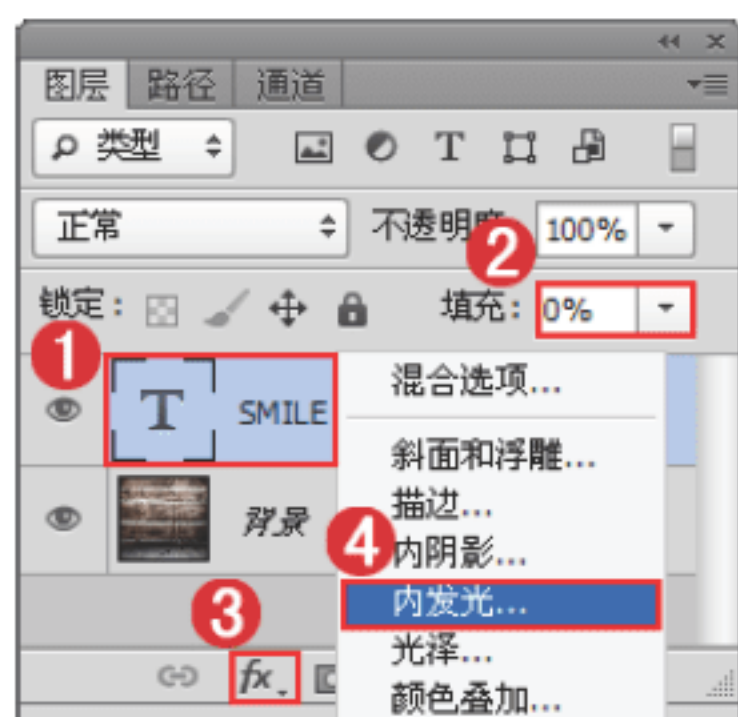 图层 路径 通道
类型
正常 不透明度 100%
2
锁定： 填充： 0%
1
混合选项...
T SMILE
斜面和浮雕...
描边...
背景
4
内阴影...
内发光...
3
光泽...
fx
颜色叠加...